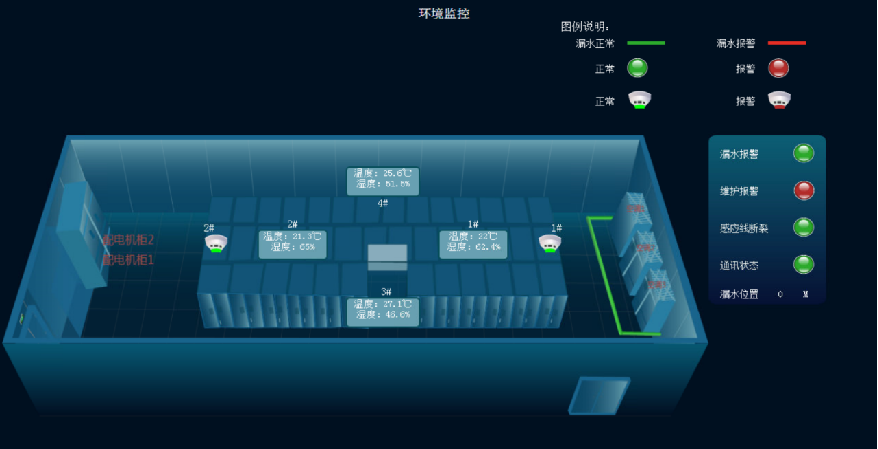 环境监控
图例说明:
漏水正常
漏水报警
正常
报警
正常
报警
漏水报警
维护报警
感应线断裂
通讯状态
漏水位置 0 M
温度: 25.6℃
湿度: 51.5%
4#
2#
2#
温度: 21.3℃
湿度: 65%
1#
温度: 22℃
湿度: 62.4%
1#
配电机柜2
配电机柜1
3#
温度: 27.1℃
湿度: 46.6%